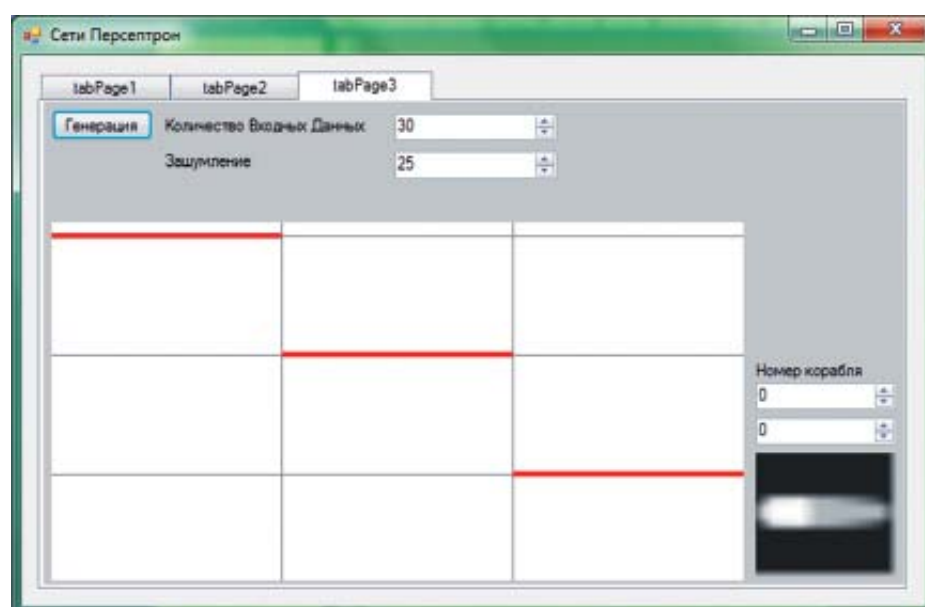 Сети Персептрон
tabPage1 tabPage2 tabPage3
Генерация Количество Входных Данных 30
Зашумление 25
Номер корабля
0
0